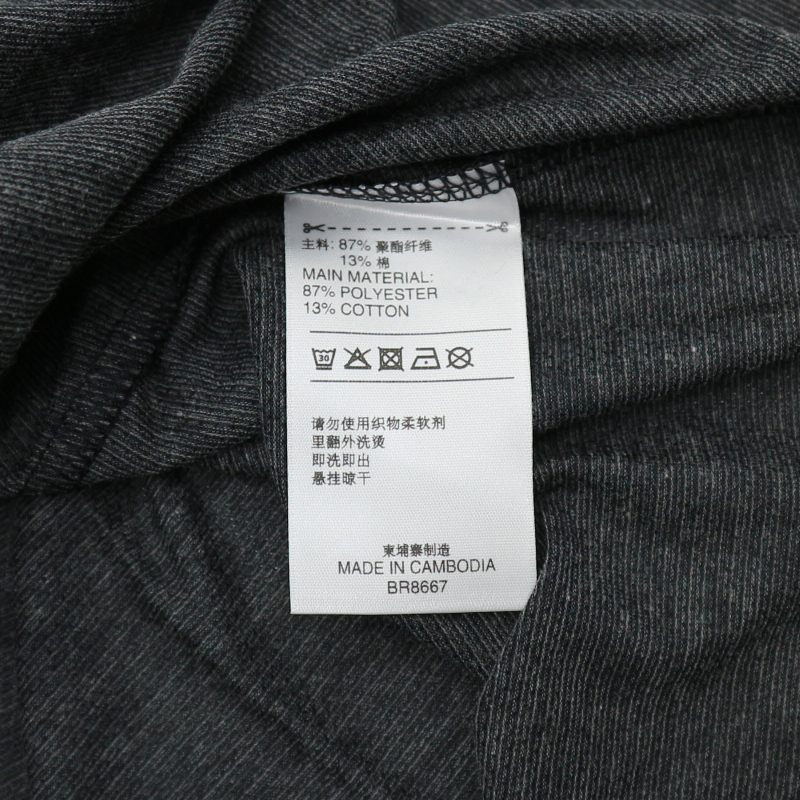 主料: 87% 聚酯纤维
13% 棉
MAIN MATERIAL:
87% POLYESTER
13% COTTON
30
请勿使用织物柔软剂
里翻外洗烫
即洗即出
悬挂晾干
柬埔寨制造
MADE IN CAMBODIA
BR8667